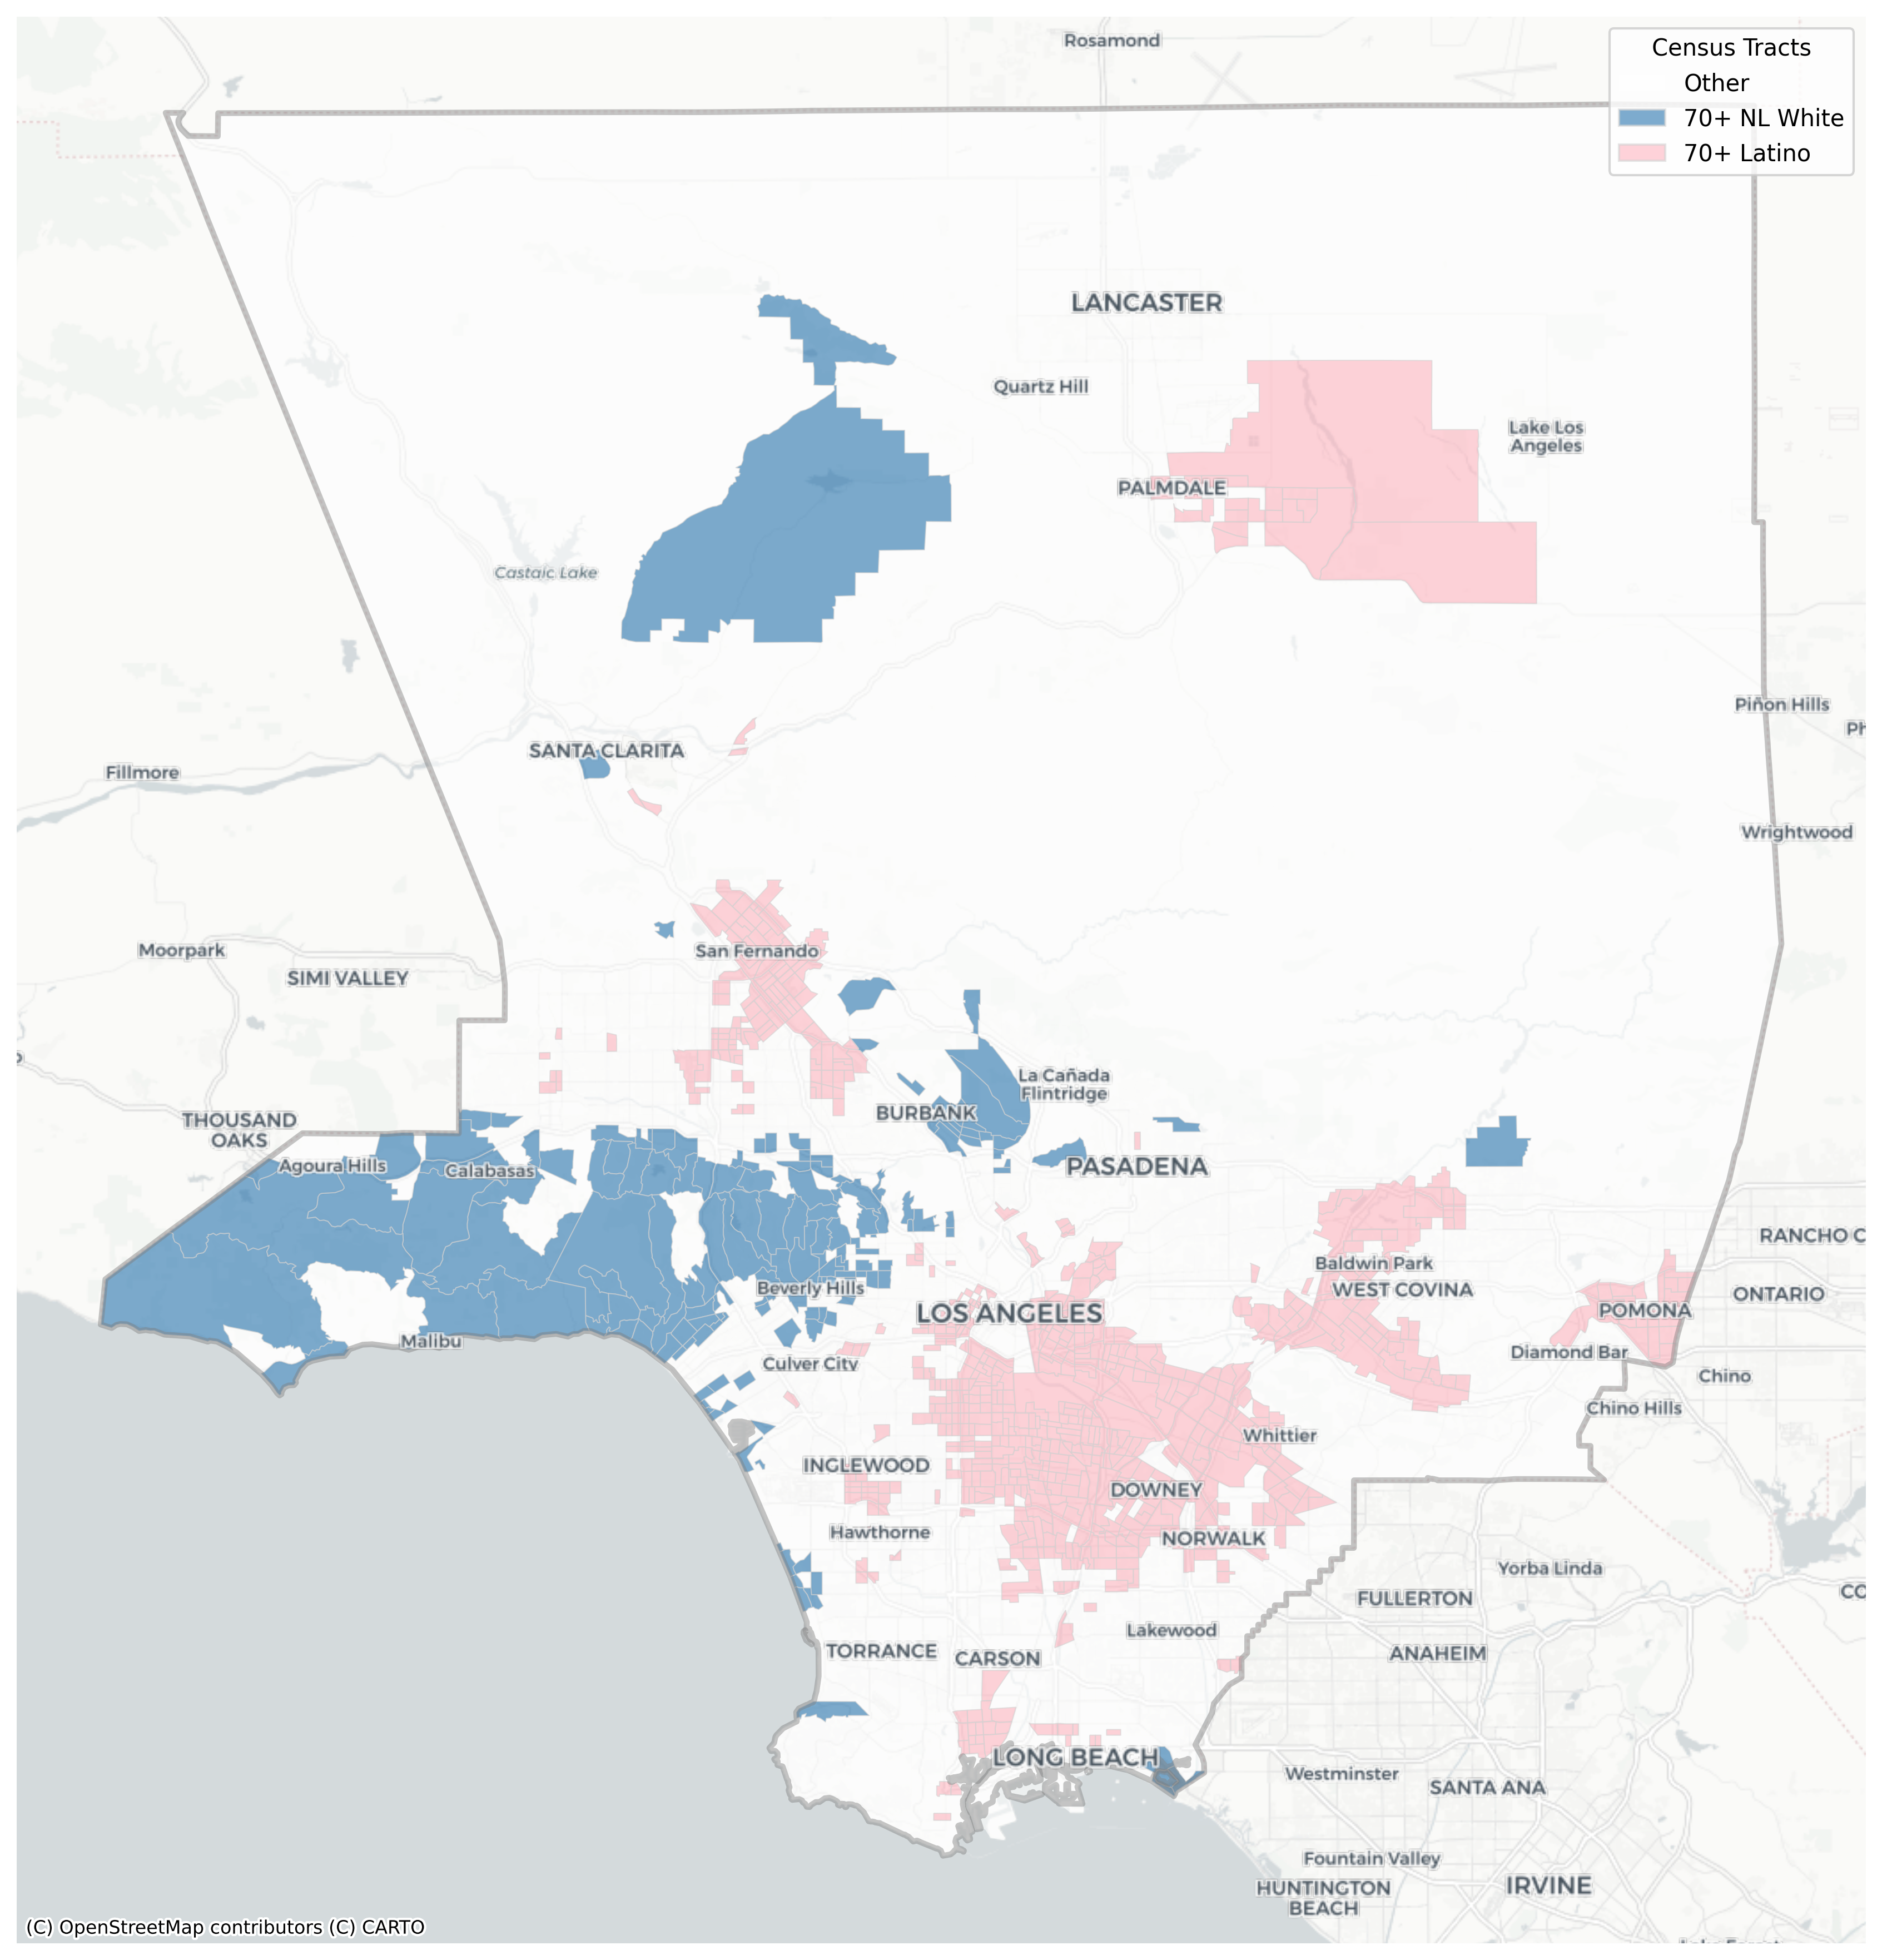 Rosamond
Census Tracts
Other
70+ NL White
70+ Latino
LANCASTER
Quartz Hill
Lake Los
Angeles
PALMDALE
Castaic Lake
Piñon Hills
Ph
SANTA CLARITA
Fillmore
Wrightwood
Moorpark
San Fernando
SIMI VALLEY
La Cañada
Flintridge
THOUSAND
OAKS
BURBANK
Agoura Hills
Calabasas
PASADENA
RANCHO C
Baldwin Park
WEST COVINA
Beverly Hills
ONTARIO
LOS ANGELES
POMONA
Malibu
Diamond Bar
Culver City
Chino
Chino Hills
Whittier
INGLEWOOD
DOWNEY
Hawthorne
NORWALK
Yorba Linda
FULLERTON
CO
Lakewood
TORRANCE
CARSON
ANAHEIM
LONG BEACH
Westminster
SANTA ANA
Fountain Valley
HUNTINGTON
BEACH
IRVINE
(C) OpenStreetMap contributors (C) CARTO